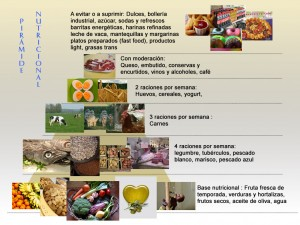 PIRÁMIDE
NUTRICIONAL
A evitar o a suprimir: Dulces, bollería
industrial, azúcar, sodas y refrescos
barritas energéticas, harinas refinadas
leche de vaca, mantequillas y margarinas
platos preparados (fast food), productos
light, grasas trans
Con moderación:
Queso, embutido, conservas y
encurtidos, vinos y alcoholes, café
2 raciones por semana:
Huevos, cereales, yogurt,
3 raciones por semana :
Carnes
4 raciones por semana:
legumbre, tubérculos, pescado
blanco, marisco, pescado azul
Base nutricional : Fruta fresca de
temporada, verduras y hortalizas,
frutos secos, aceite de oliva, agua